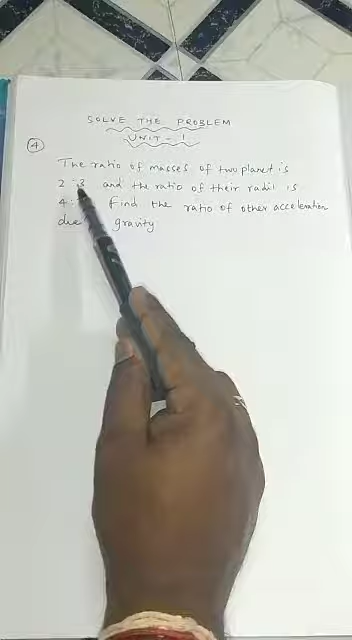 SOLVE THE PROBLEM
UNIT - 1
4
The ratio of masses of two planet is
2:3 and the ratio of their radii is
4: Find the ratio of other acceleration
due gravity